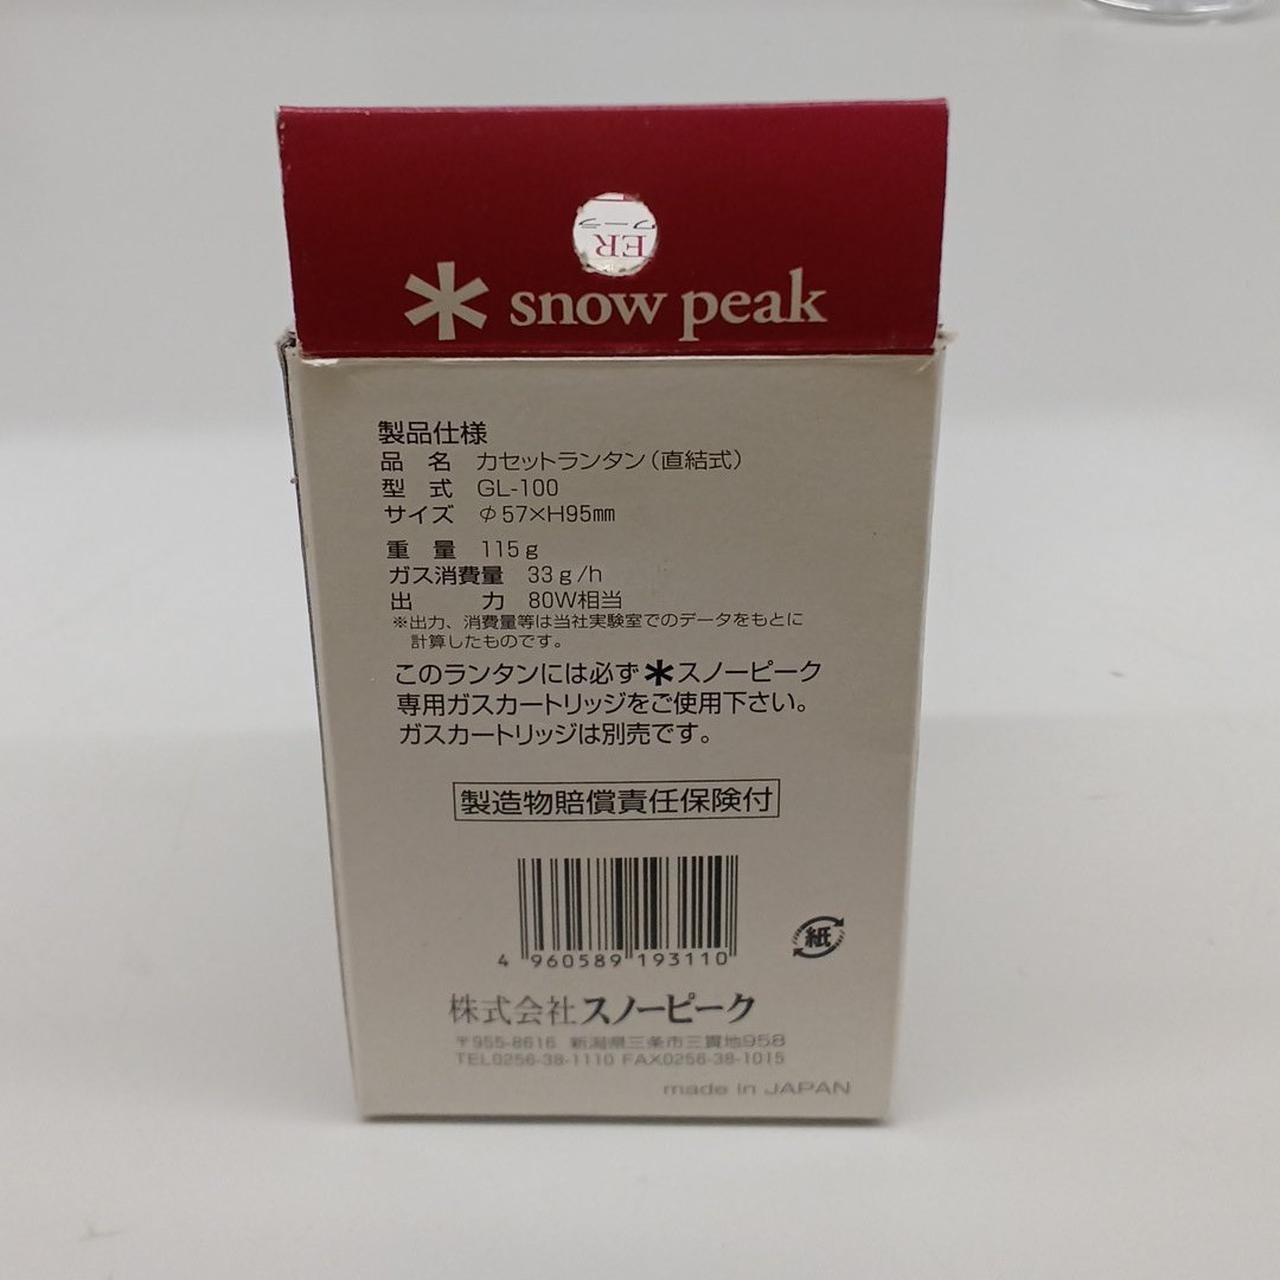 ER
snow peak
製品仕様
品 名 カセットランタン(直結式)
型 式 GL-100
サイズ φ57×H95㎜
重 量 115g
ガス消費量 33g/h
出 力 80W相当
※出力、消費量等は当社実験室でのデータをもとに
計算したものです。
このランタンには必ず＊スノーピーク
専用ガスカートリッジをご使用下さい。
ガスカートリッジは別売です。
製造物賠償責任保険付
4 960589 193110
紙
株式会社スノーピーク
〒955-8616 新潟県三条市三貫地958
TEL0256-38-1110 FAX0256-38-1015
made in JAPAN